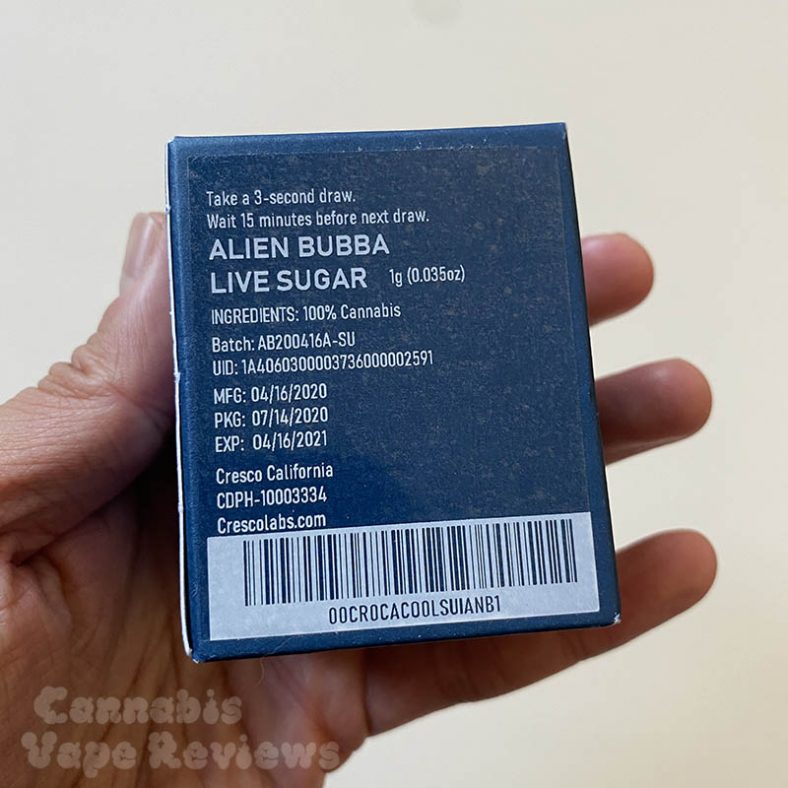 Take a 3-second draw.
Wait 15 minutes before next draw.
ALIEN BUBBA
LIVE SUGAR 1g (0.035oz)
INGREDIENTS: 100% Cannabis
Batch: AB200416A-SU
UID: 1A4060300003736000002591
MFG: 04/16/2020
PKG: 07/14/2020
EXP: 04/16/2021
Cresco California
CDPH-10003334
Crescolabs.com
00CR0CAC00LSUIANB1
Cannabis
Vape Reviews